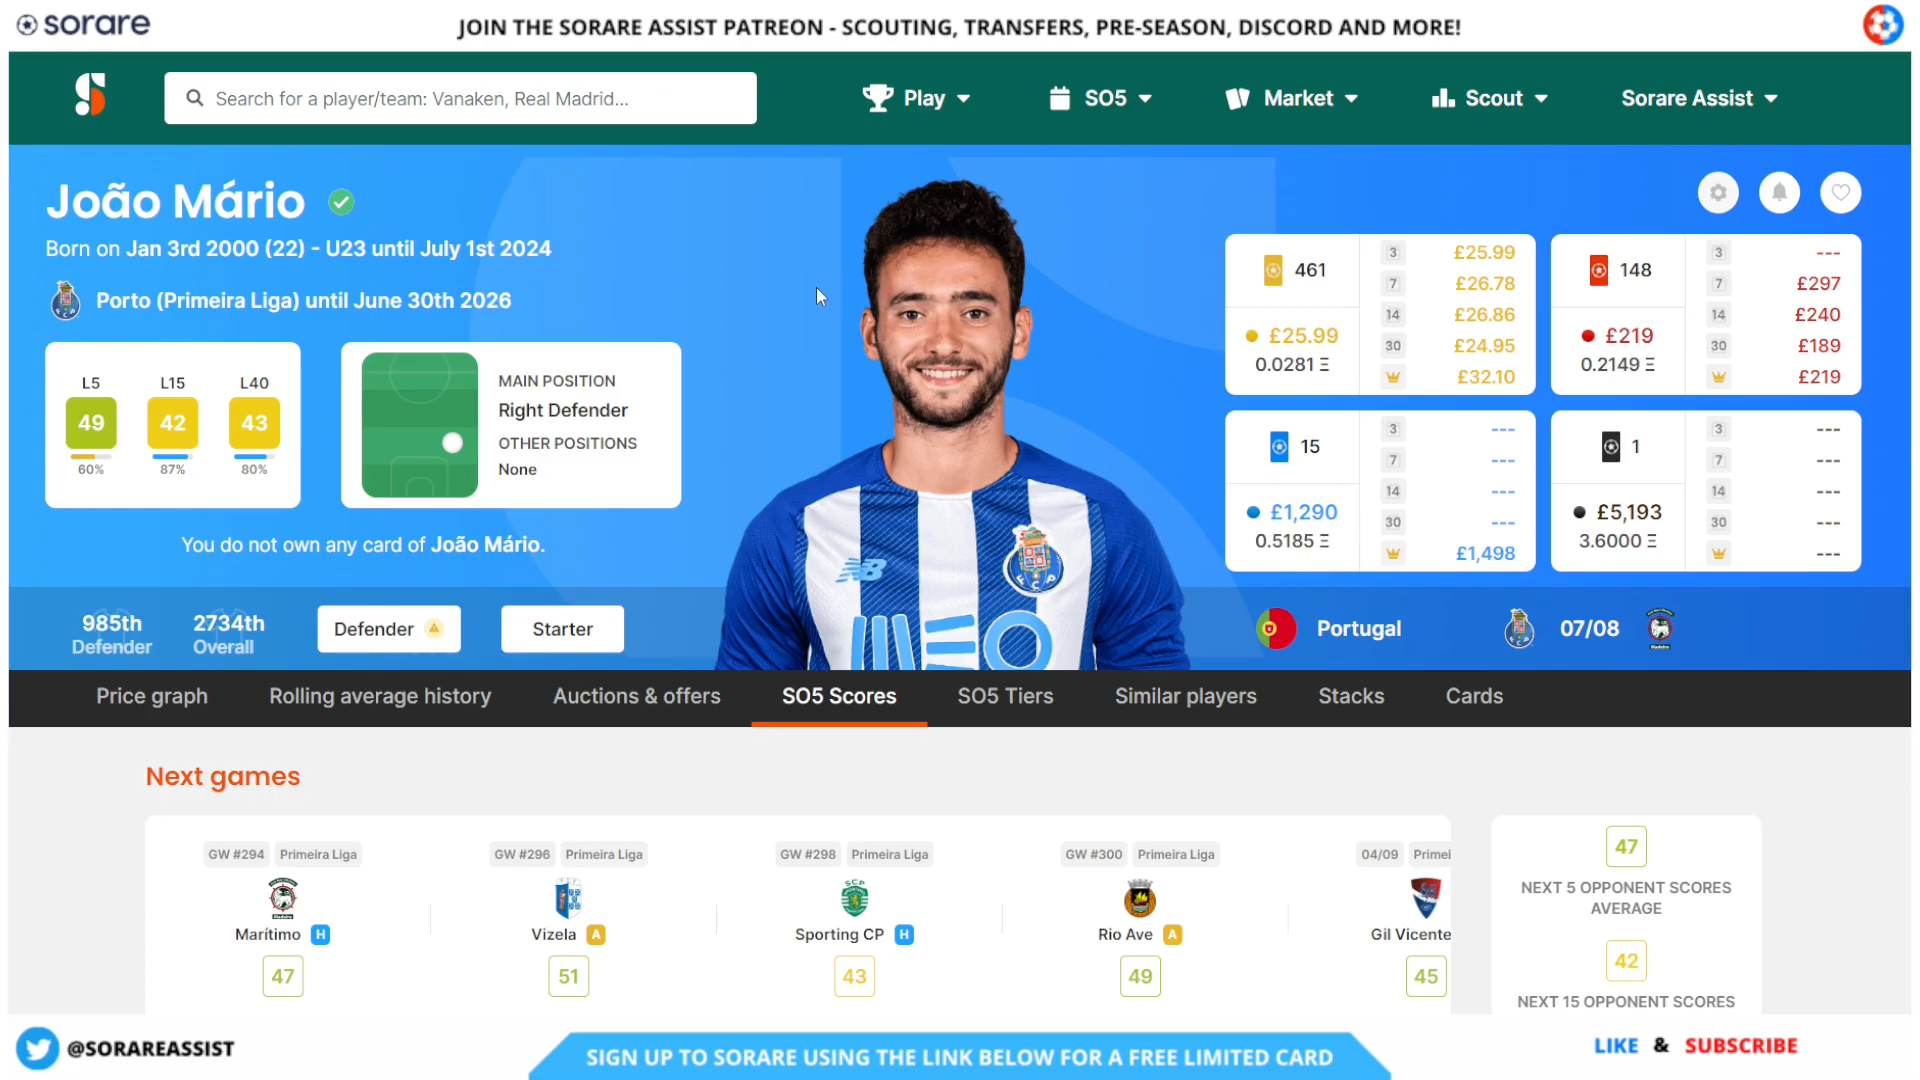 sorare
JOIN THE SORARE ASSIST PATREON - SCOUTING, TRANSFERS, PRE-SEASON, DISCORD AND MORE!
Search for a player/team: Vanaken, Real Madrid...
Play
SO5
Market
Scout
Sorare Assist
João Mário
Born on Jan 3rd 2000 (22) - U23 until July 1st 2024
Porto (Primeira Liga) until June 30th 2026
L5
L15
L40
49
42
43
60%
87%
80%
MAIN POSITION
Right Defender
OTHER POSITIONS
None
You do not own any card of João Mário.
461
£25.99
0.0281 Ξ
3 £25.99
7 £26.78
14 £26.86
30 £24.95
£32.10
148
£219
0.2149 Ξ
3 ---
7 £297
14 £240
30 £189
£219
15
£1,290
0.5185 Ξ
3 ---
7 ---
14 ---
30 ---
£1,498
1
£5,193
3.6000 Ξ
3 ---
7 ---
14 ---
30 ---
---
NB
FCP
985th
Defender
2734th
Overall
Defender
Starter
Portugal
07/08
Price graph
Rolling average history
Auctions & offers
SO5 Scores
SO5 Tiers
Similar players
Stacks
Cards
Next games
GW #294 Primeira Liga
Marítimo H
47
GW #296 Primeira Liga
Vizela A
51
GW #298 Primeira Liga
SCP
Sporting CP H
43
GW #300 Primeira Liga
Rio Ave A
49
04/09 Primei
Gil Vicente
45
47
NEXT 5 OPPONENT SCORES
AVERAGE
42
NEXT 15 OPPONENT SCORES
@SORAREASSIST
SIGN UP TO SORARE USING THE LINK BELOW FOR A FREE LIMITED CARD
LIKE & SUBSCRIBE